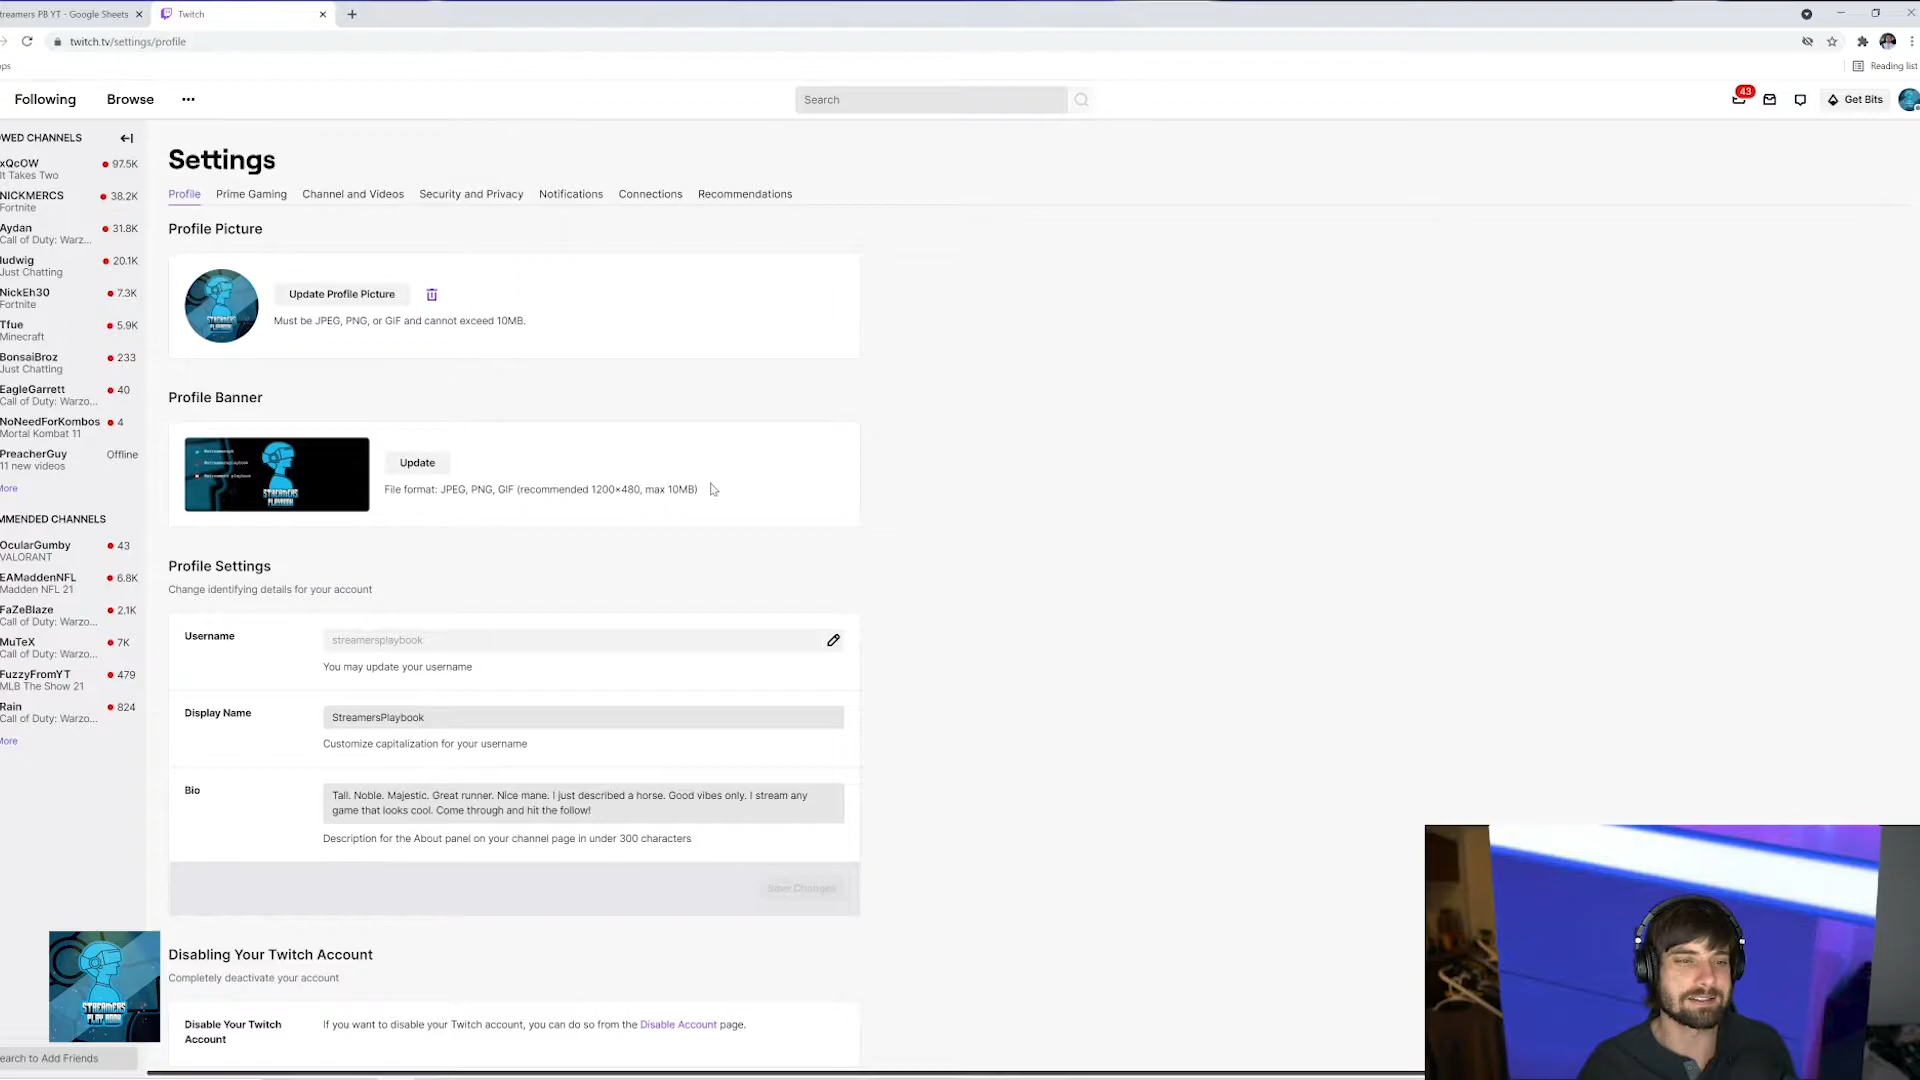 treamers PB YT - Google Sheets
Twitch
twitch.tv/settings/profile
ps
Reading list
Following
Browse
Search
43
Get Bits
OWED CHANNELS
xQcOW
97.5K
It Takes Two
NICKMERCS
38.2K
Fortnite
Aydan
31.8K
Call of Duty: Warz...
ludwig
20.1K
Just Chatting
NickEh30
7.3K
Fortnite
Tfue
5.9K
Minecraft
BonsaiBroz
233
Just Chatting
EagleGarrett
40
Call of Duty: Warzo...
NoNeedForKombos
4
Mortal Kombat 11
PreacherGuy
Offline
11 new videos
More
MMENDED CHANNELS
OcularGumby
43
VALORANT
EAMaddenNFL
6.8K
Madden NFL 21
FaZeBlaze
2.1K
Call of Duty: Warzo...
MuTeX
7K
Call of Duty: Warzo...
FuzzyFromYT
479
MLB The Show 21
Rain
824
Call of Duty: Warzo...
More
STREAMERS
PLAY BOOK
earch to Add Friends
Settings
Profile
Prime Gaming
Channel and Videos
Security and Privacy
Notifications
Connections
Recommendations
Profile Picture
STREAMERS
PLAYBOOK
Update Profile Picture
Must be JPEG, PNG, or GIF and cannot exceed 10MB.
Profile Banner
STREAMERS
PLAYBOOK
Update
File format: JPEG, PNG, GIF (recommended 1200×480, max 10MB)
Profile Settings
Change identifying details for your account
Username
streamersplaybook
You may update your username
Display Name
StreamersPlaybook
Customize capitalization for your username
Bio
Tall. Noble. Majestic. Great runner. Nice mane. I just described a horse. Good vibes only. I stream any
game that looks cool. Come through and hit the follow!
Description for the About panel on your channel page in under 300 characters
Save Changes
Disabling Your Twitch Account
Completely deactivate your account
Disable Your Twitch
Account
If you want to disable your Twitch account, you can do so from the Disable Account page.